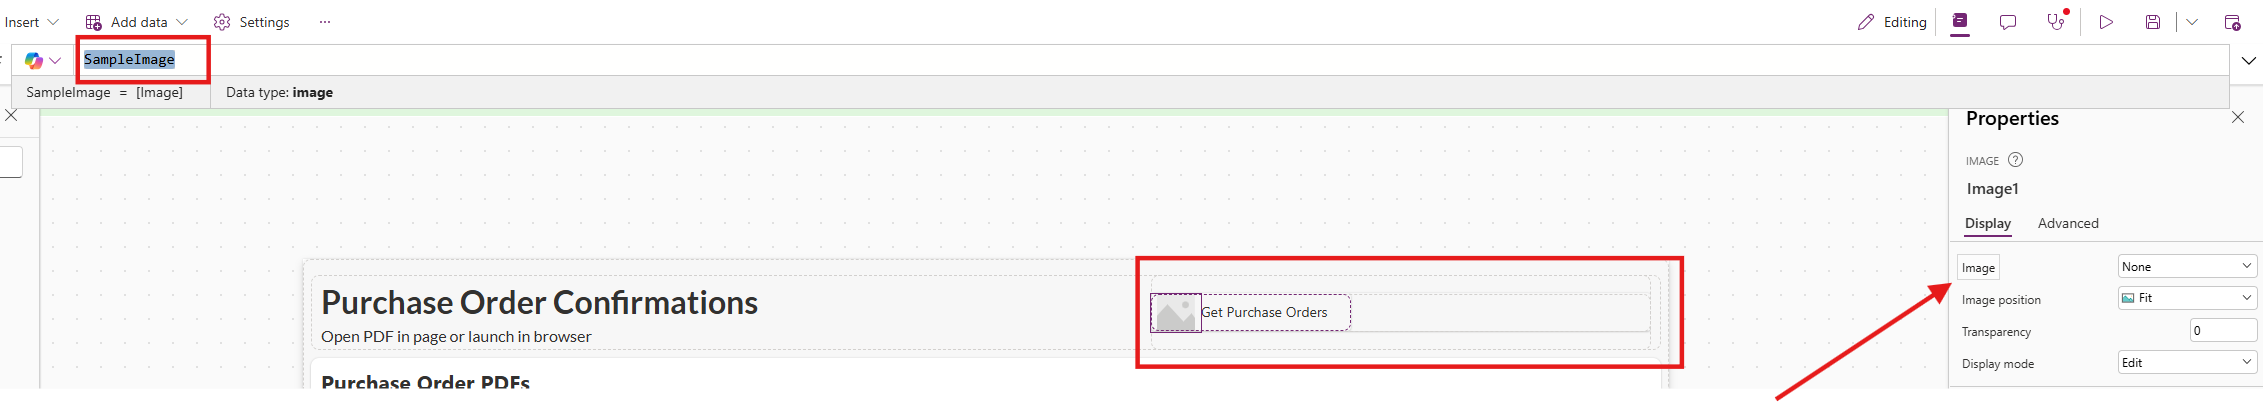 Insert Add data Settings ...
Editing
SampleImage
SampleImage = [Image] Data type: image
Properties
IMAGE ?
Image1
Display Advanced
Image None
Image position Fit
Transparency 0
Display mode Edit
Purchase Order Confirmations
Open PDF in page or launch in browser
Get Purchase Orders
Purchase Order PDFs